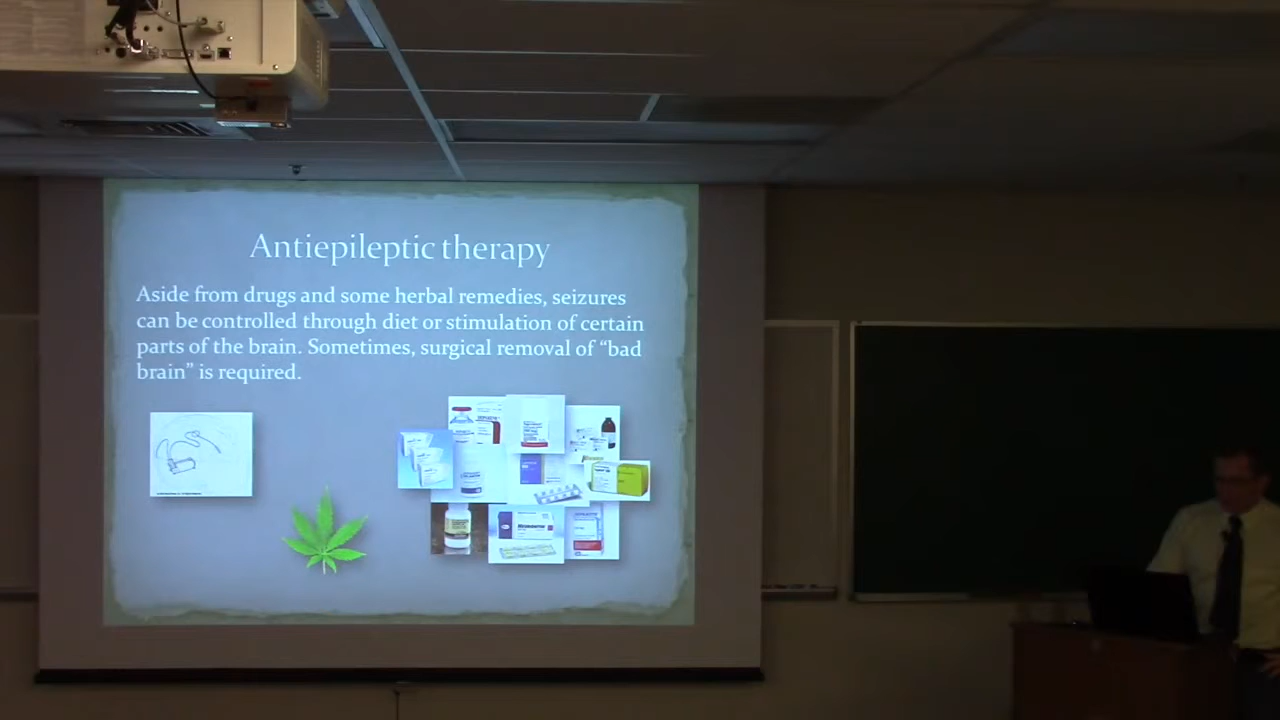 Antiepileptic therapy
Aside from drugs and some herbal remedies, seizures
can be controlled through diet or stimulation of certain
parts of the brain. Sometimes, surgical removal of “bad
brain” is required.